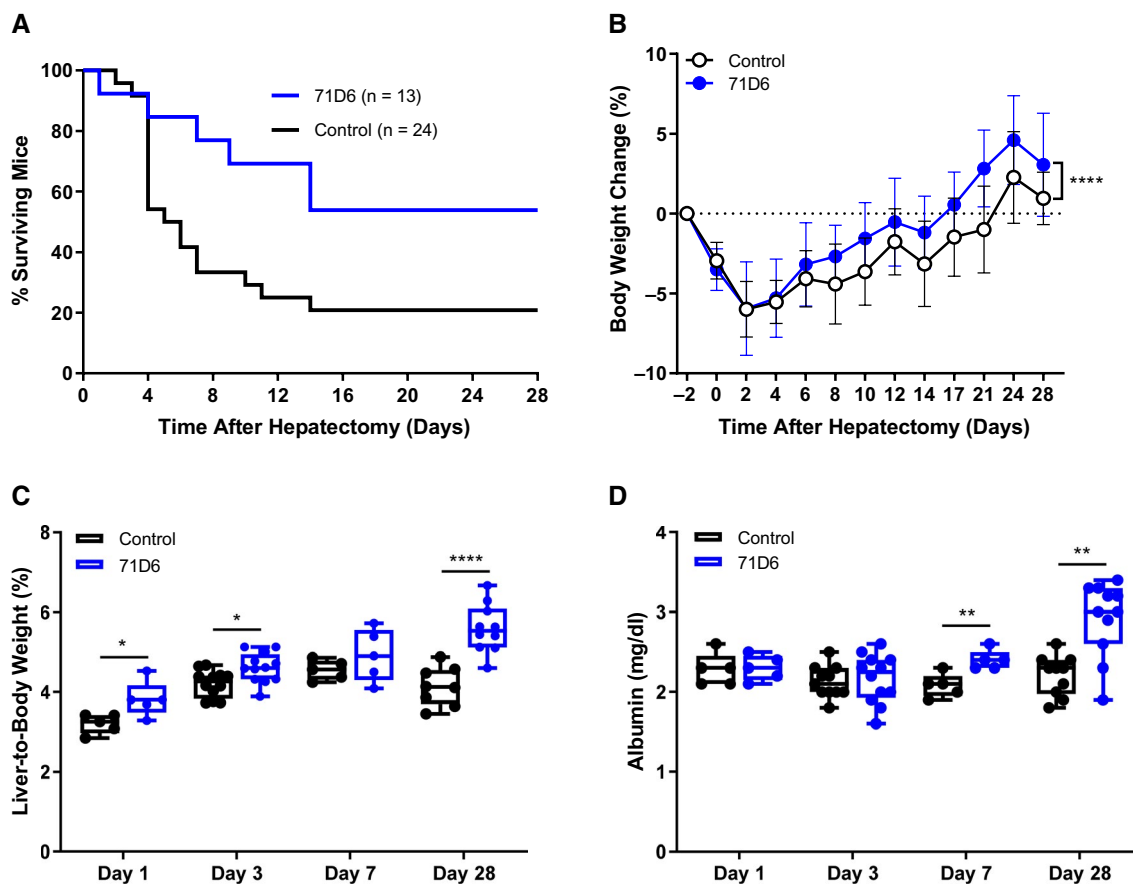 A
100
80
60
40
20
0
% Surviving Mice
71D6 (n = 13)
Control (n = 24)
0 4 8 12 16 20 24 28
Time After Hepatectomy (Days)
B
10
5
0
–5
–10
Body Weight Change (%)
Control
71D6
****
–2 0 2 4 6 8 10 12 14 17 21 24 28
Time After Hepatectomy (Days)
C
8
6
4
2
0
Liver-to-Body Weight (%)
Control
71D6
*
*
****
Day 1 Day 3 Day 7 Day 28
D
4
3
2
1
0
Albumin (mg/dl)
Control
71D6
**
**
Day 1 Day 3 Day 7 Day 28